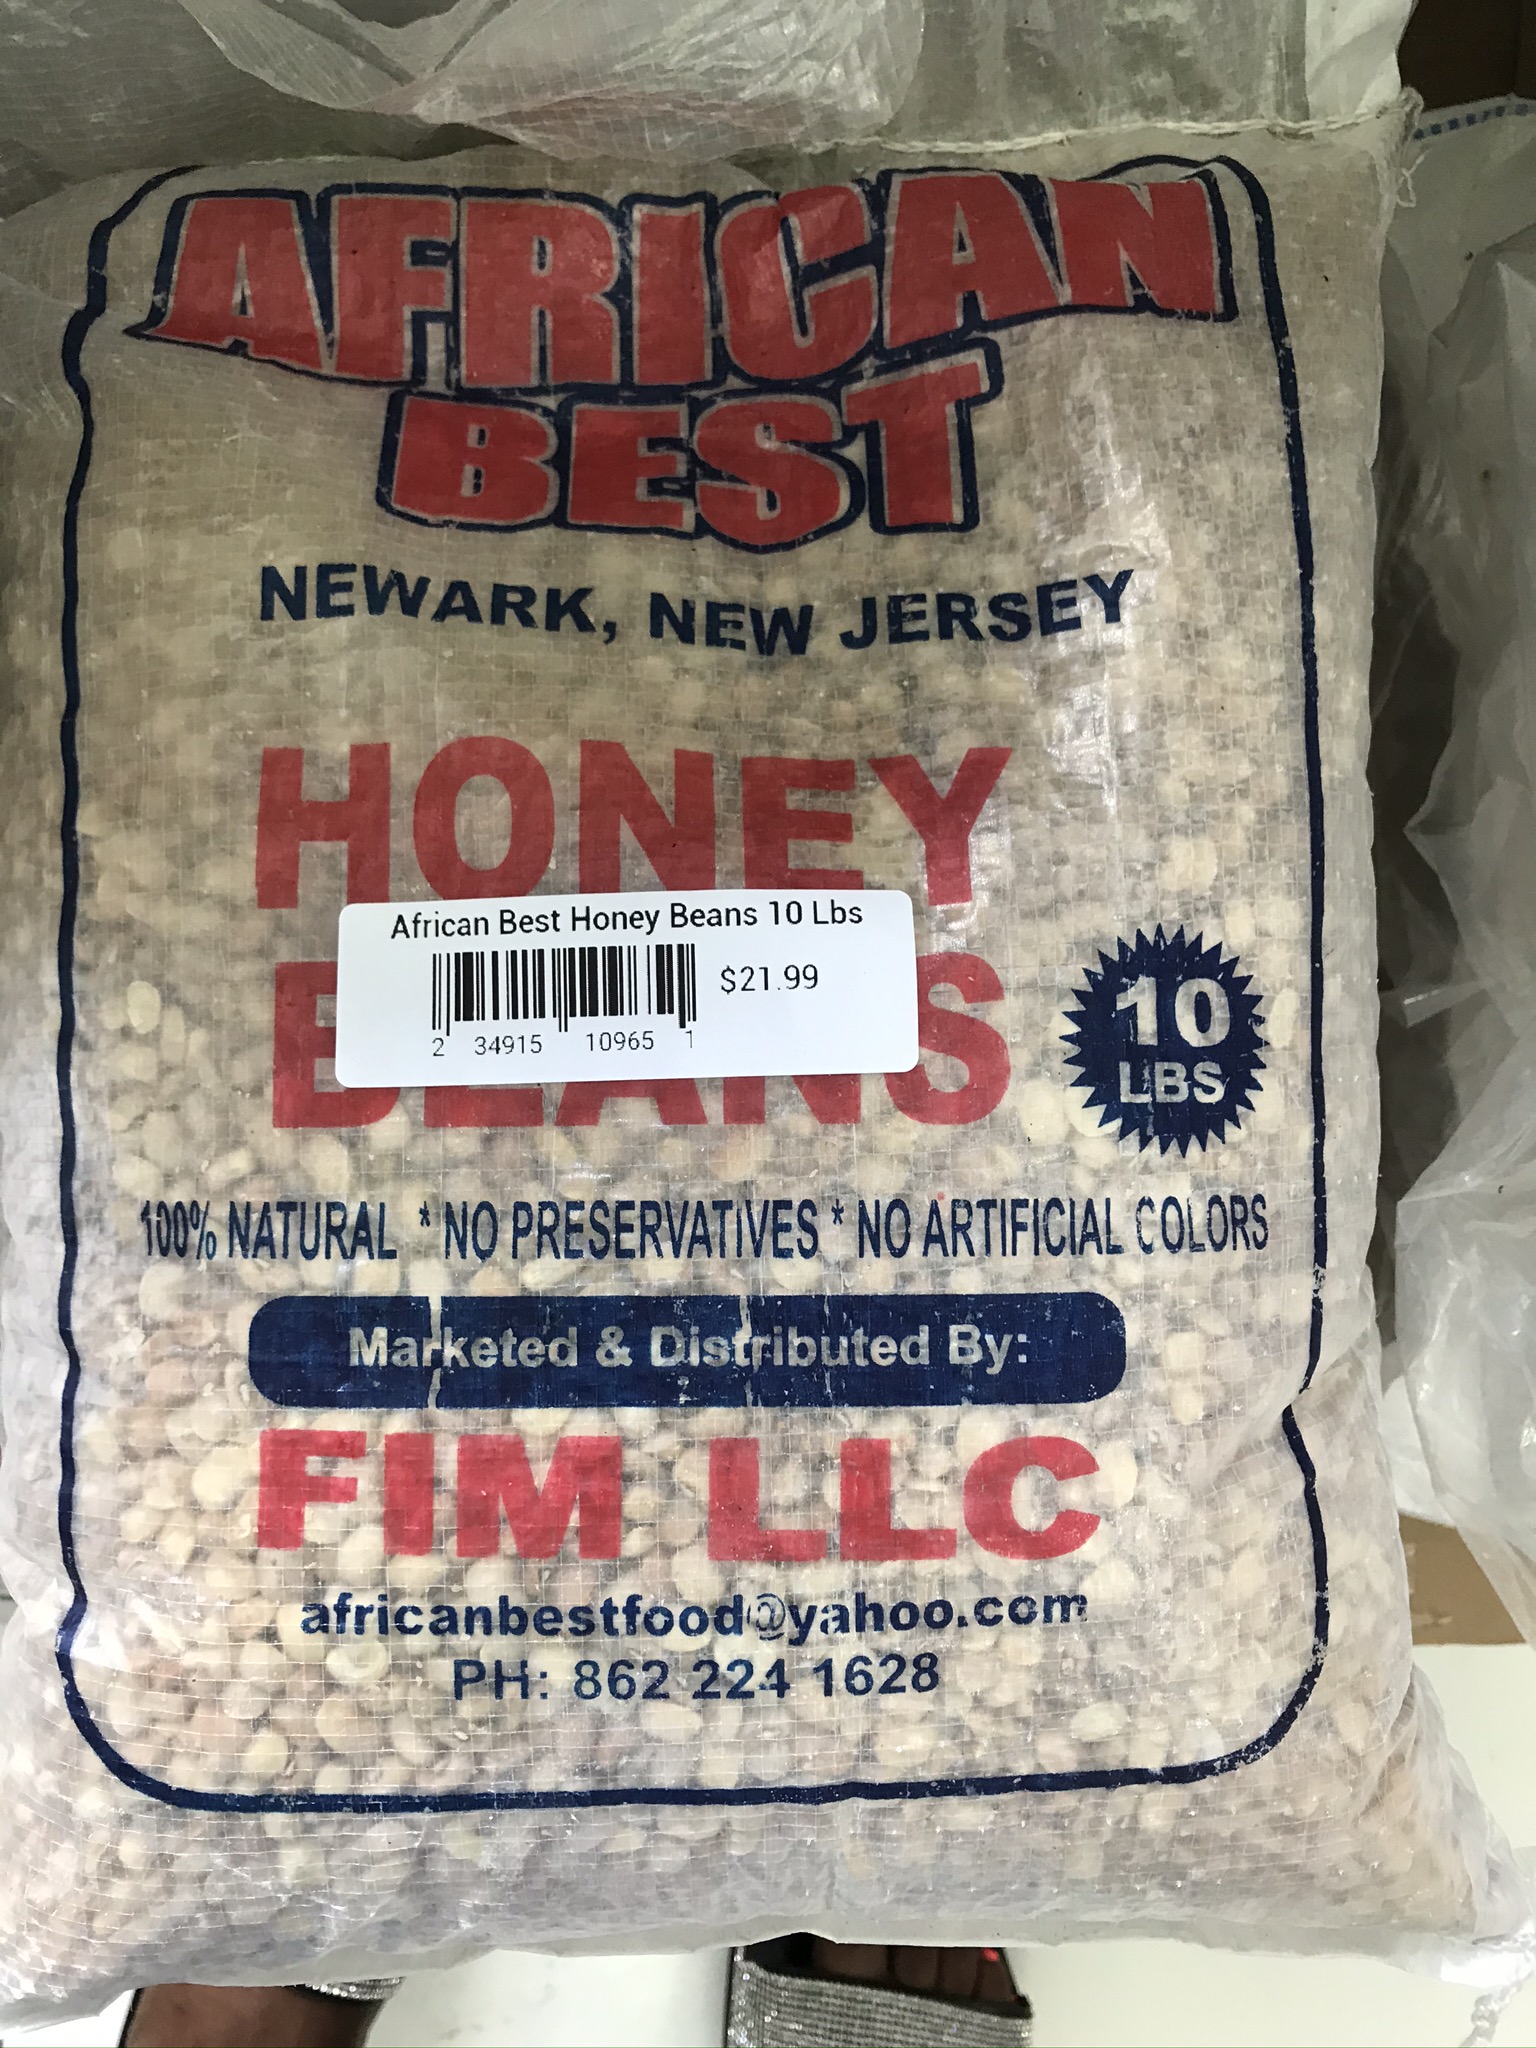 AFRICAN
BEST
NEWARK, NEW JERSEY
HONEY
African Best Honey Beans 10 Lbs
$21.99
2 34915 10965 1
BEANS
10
LBS
100% NATURAL * NO PRESERVATIVES * NO ARTIFICIAL COLORS
Marketed & Distributed By:
FIM LLC
africanbestfood@yahoo.com
PH: 862 224 1628